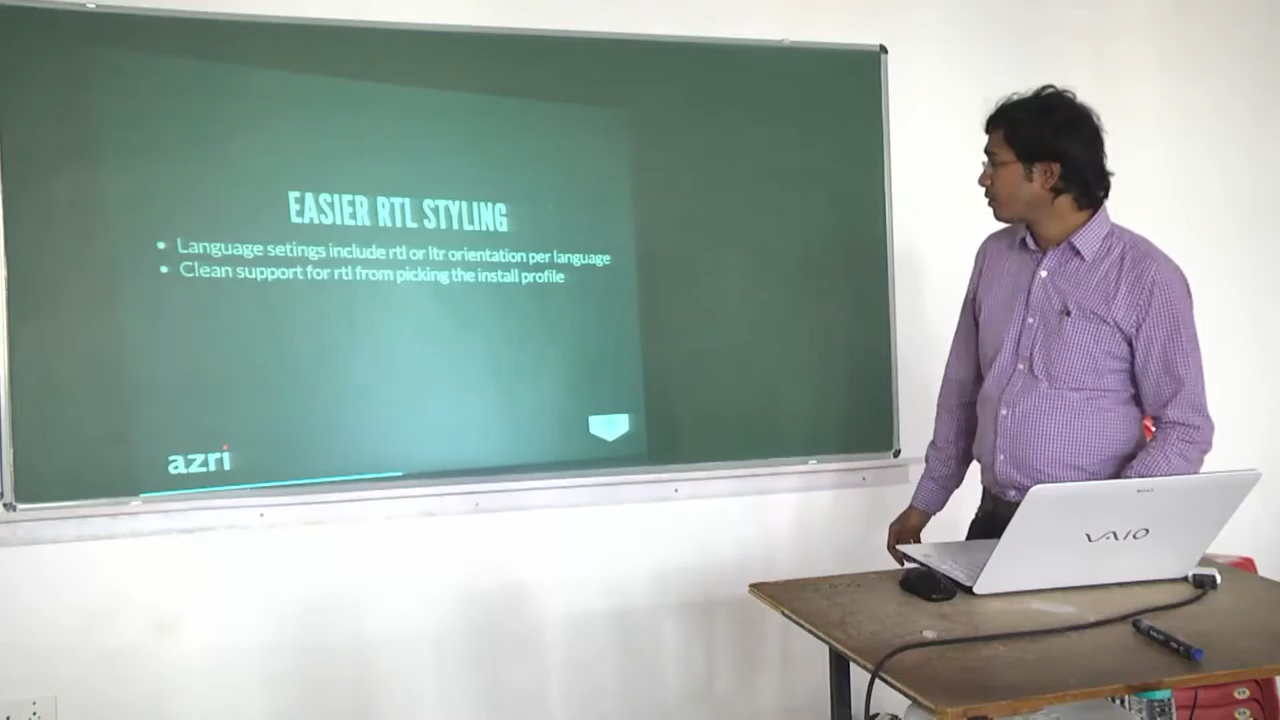 EASIER RTL STYLING
• Language setings include rtl or ltr orientation per language
• Clean support for rtl from picking the install profile
azri
SONY
VAIO